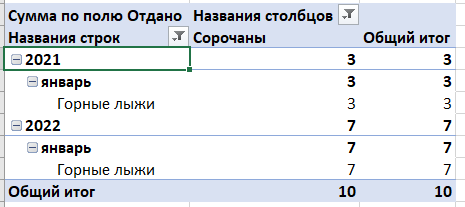 Сумма по полю Отдано Названия столбцов
Названия строк Сорочаны Общий итог
2021 3 3
январь 3 3
Горные лыжи 3 3
2022 7 7
январь 7 7
Горные лыжи 7 7
Общий итог 10 10